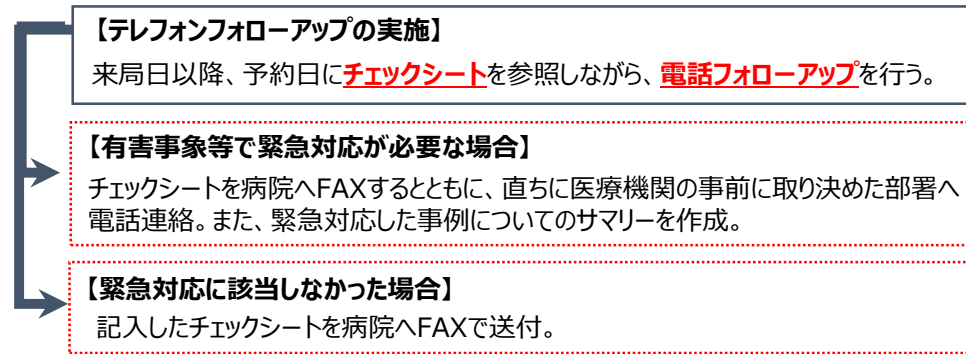 【テレフォンフォローアップの実施】
来局日以降、予約日にチェックシートを参照しながら、電話フォローアップを行う。
【有害事象等で緊急対応が必要な場合】
チェックシートを病院へFAXするとともに、直ちに医療機関の事前に取り決めた部署へ
電話連絡。また、緊急対応した事例についてのサマリーを作成。
【緊急対応に該当しなかった場合】
記入したチェックシートを病院へFAXで送付。